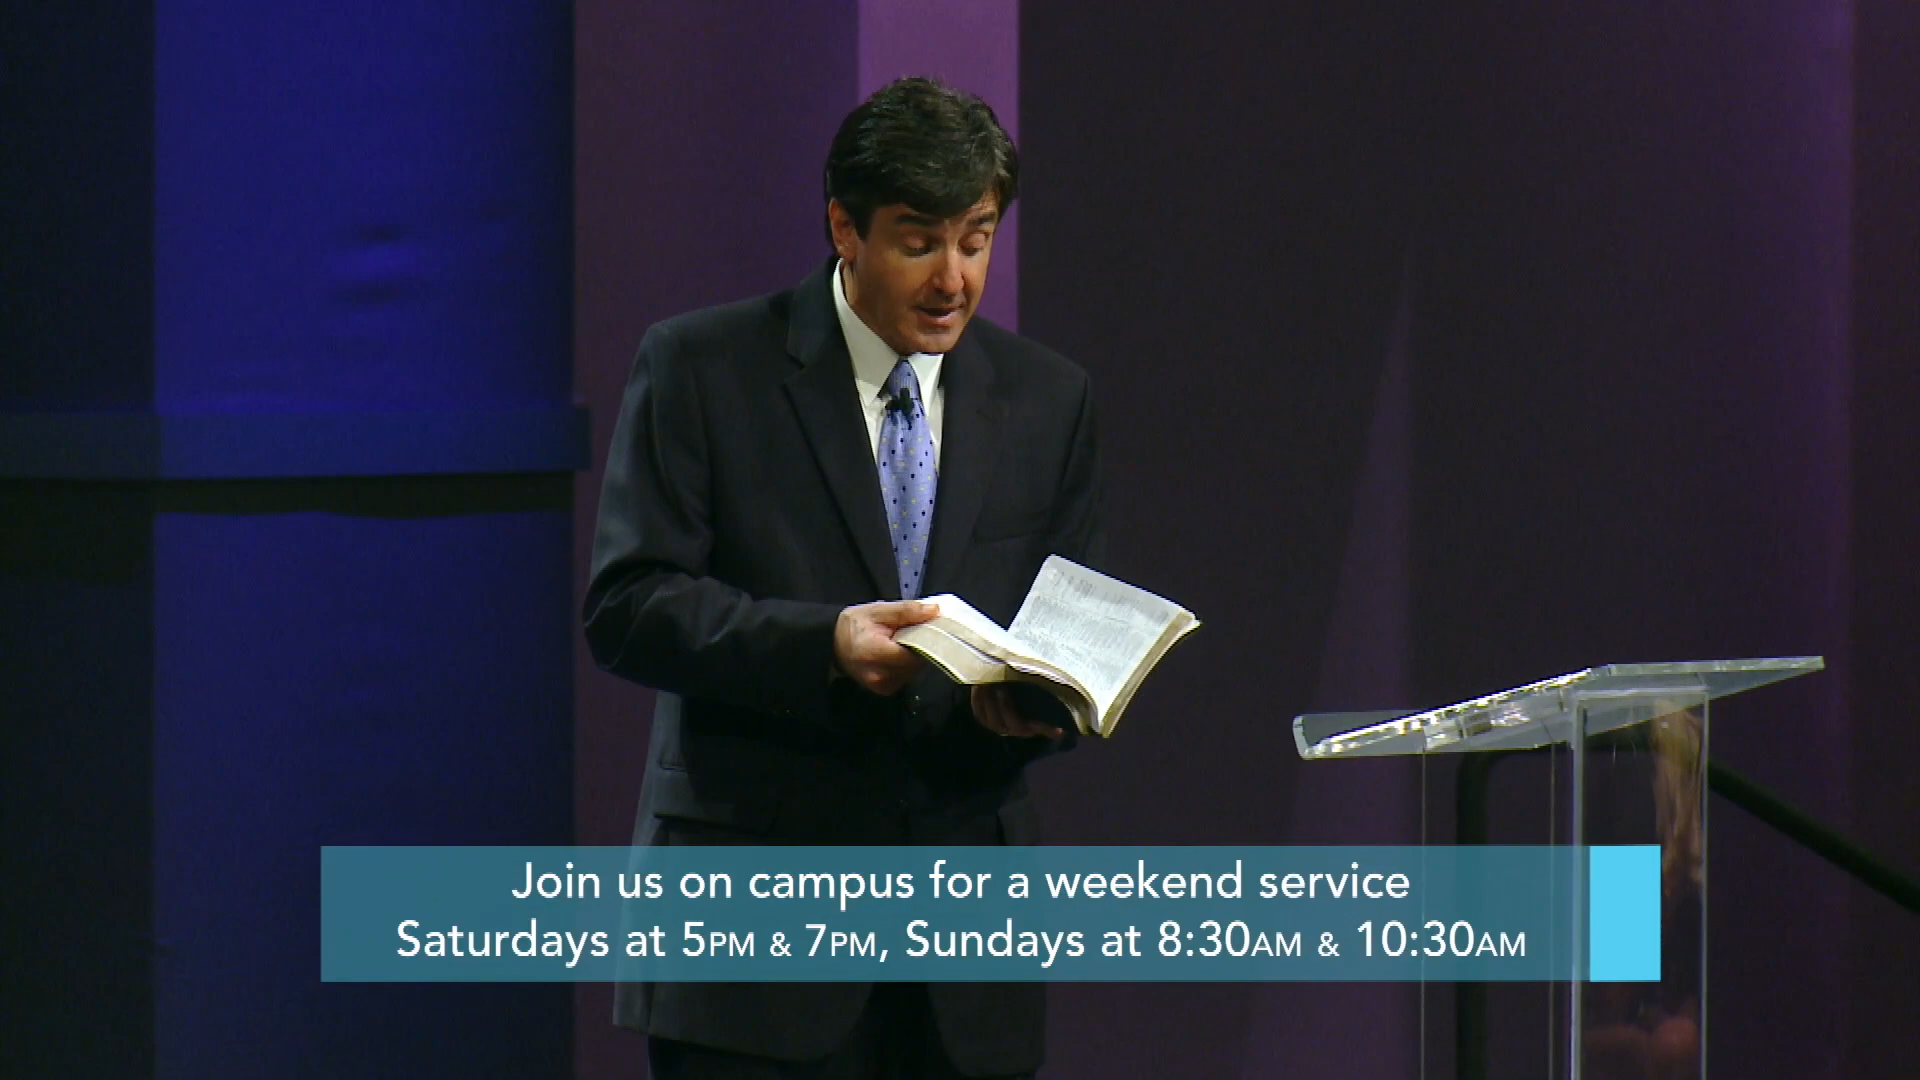 Join us on campus for a weekend service
Saturdays at 5PM & 7PM, Sundays at 8:30AM & 10:30AM